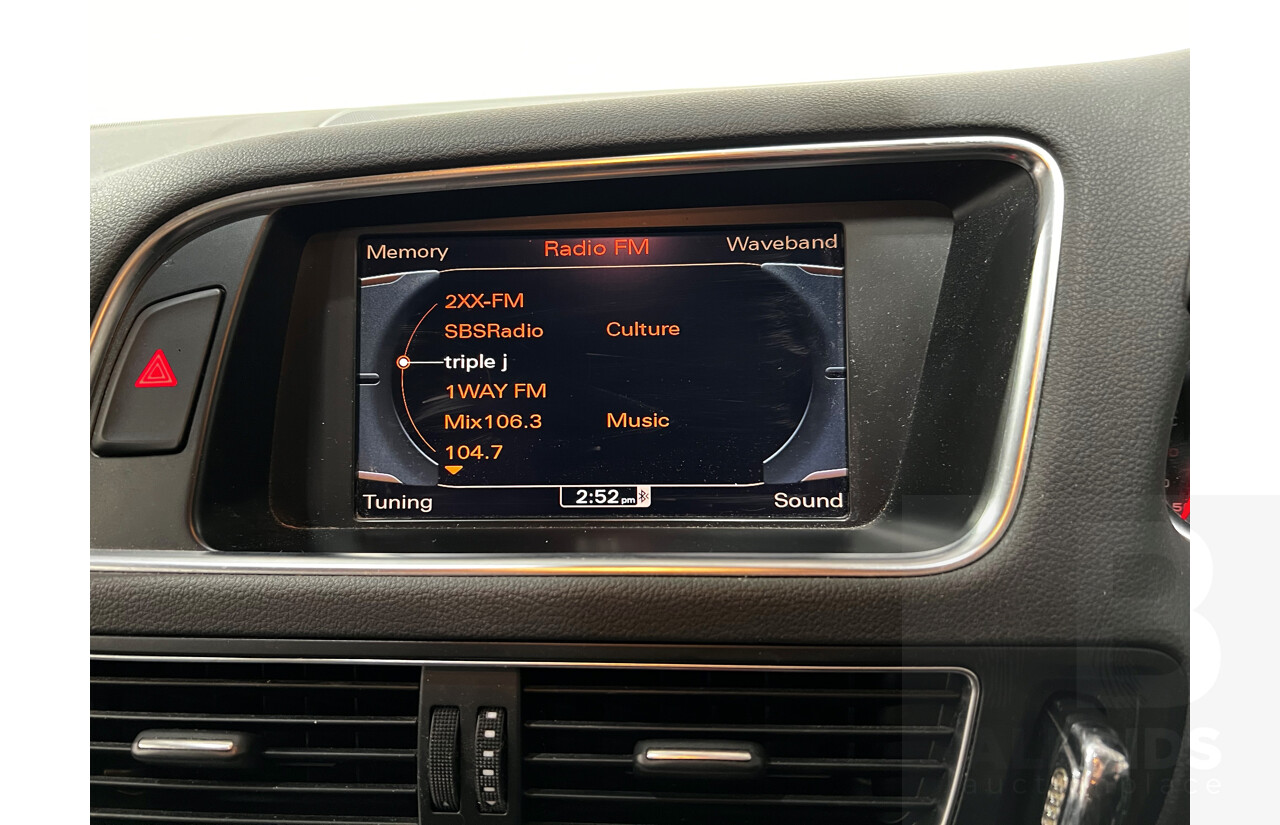 Memory Radio FM Waveband
2XX-FM
SBSRadio Culture
triple j
1WAY FM
Mix106.3 Music
104.7
Tuning 2:52 pm Sound